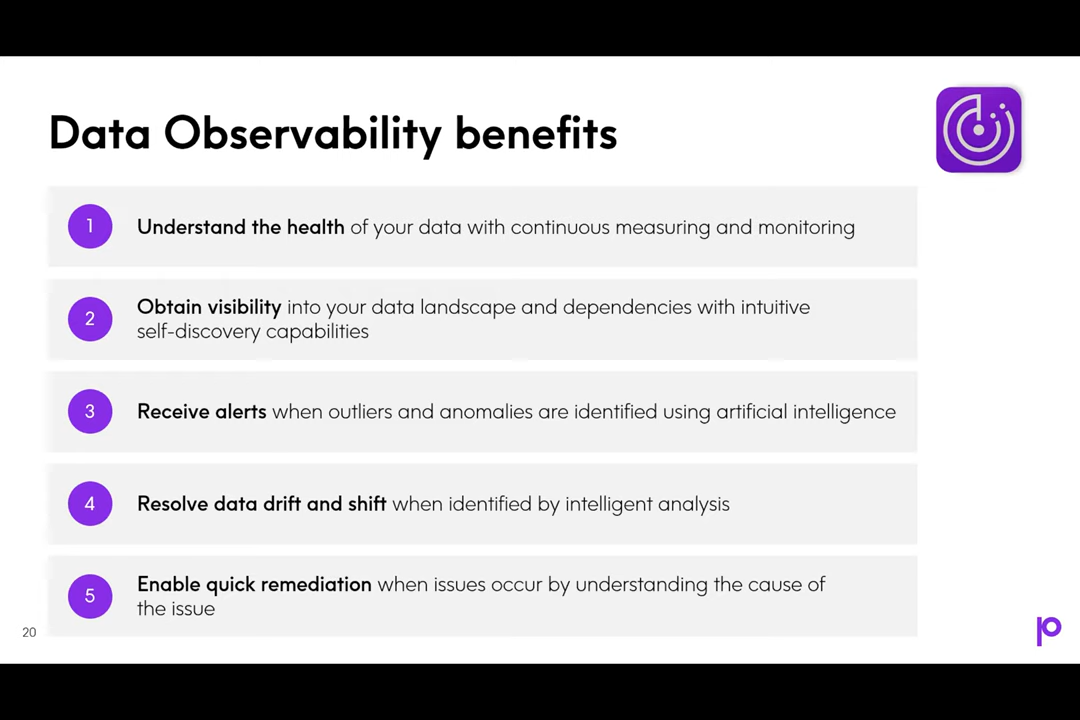 Data Observability benefits
1
Understand the health of your data with continuous measuring and monitoring
2
Obtain visibility into your data landscape and dependencies with intuitive
self-discovery capabilities
3
Receive alerts when outliers and anomalies are identified using artificial intelligence
4
Resolve data drift and shift when identified by intelligent analysis
5
Enable quick remediation when issues occur by understanding the cause of
the issue
20
p